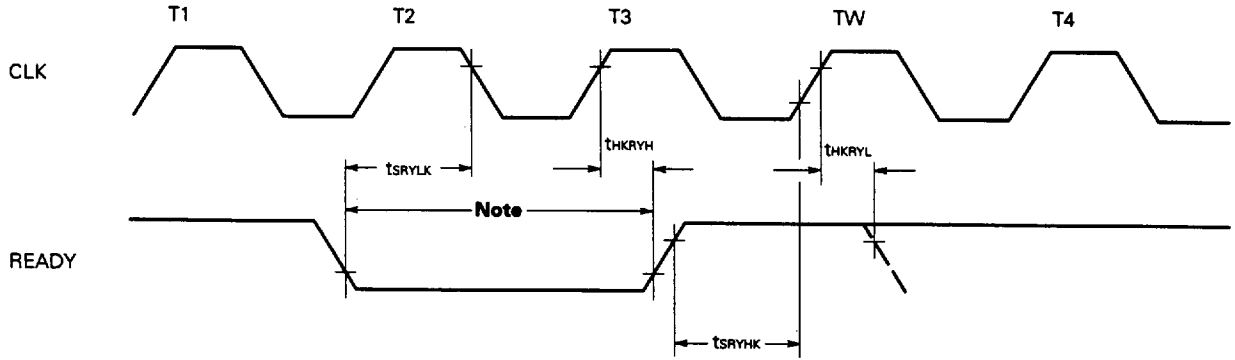 T1 T2 T3 TW T4
CLK
tHKRYH tHKRYL
tSRYLK
Note
READY
tSRYHK